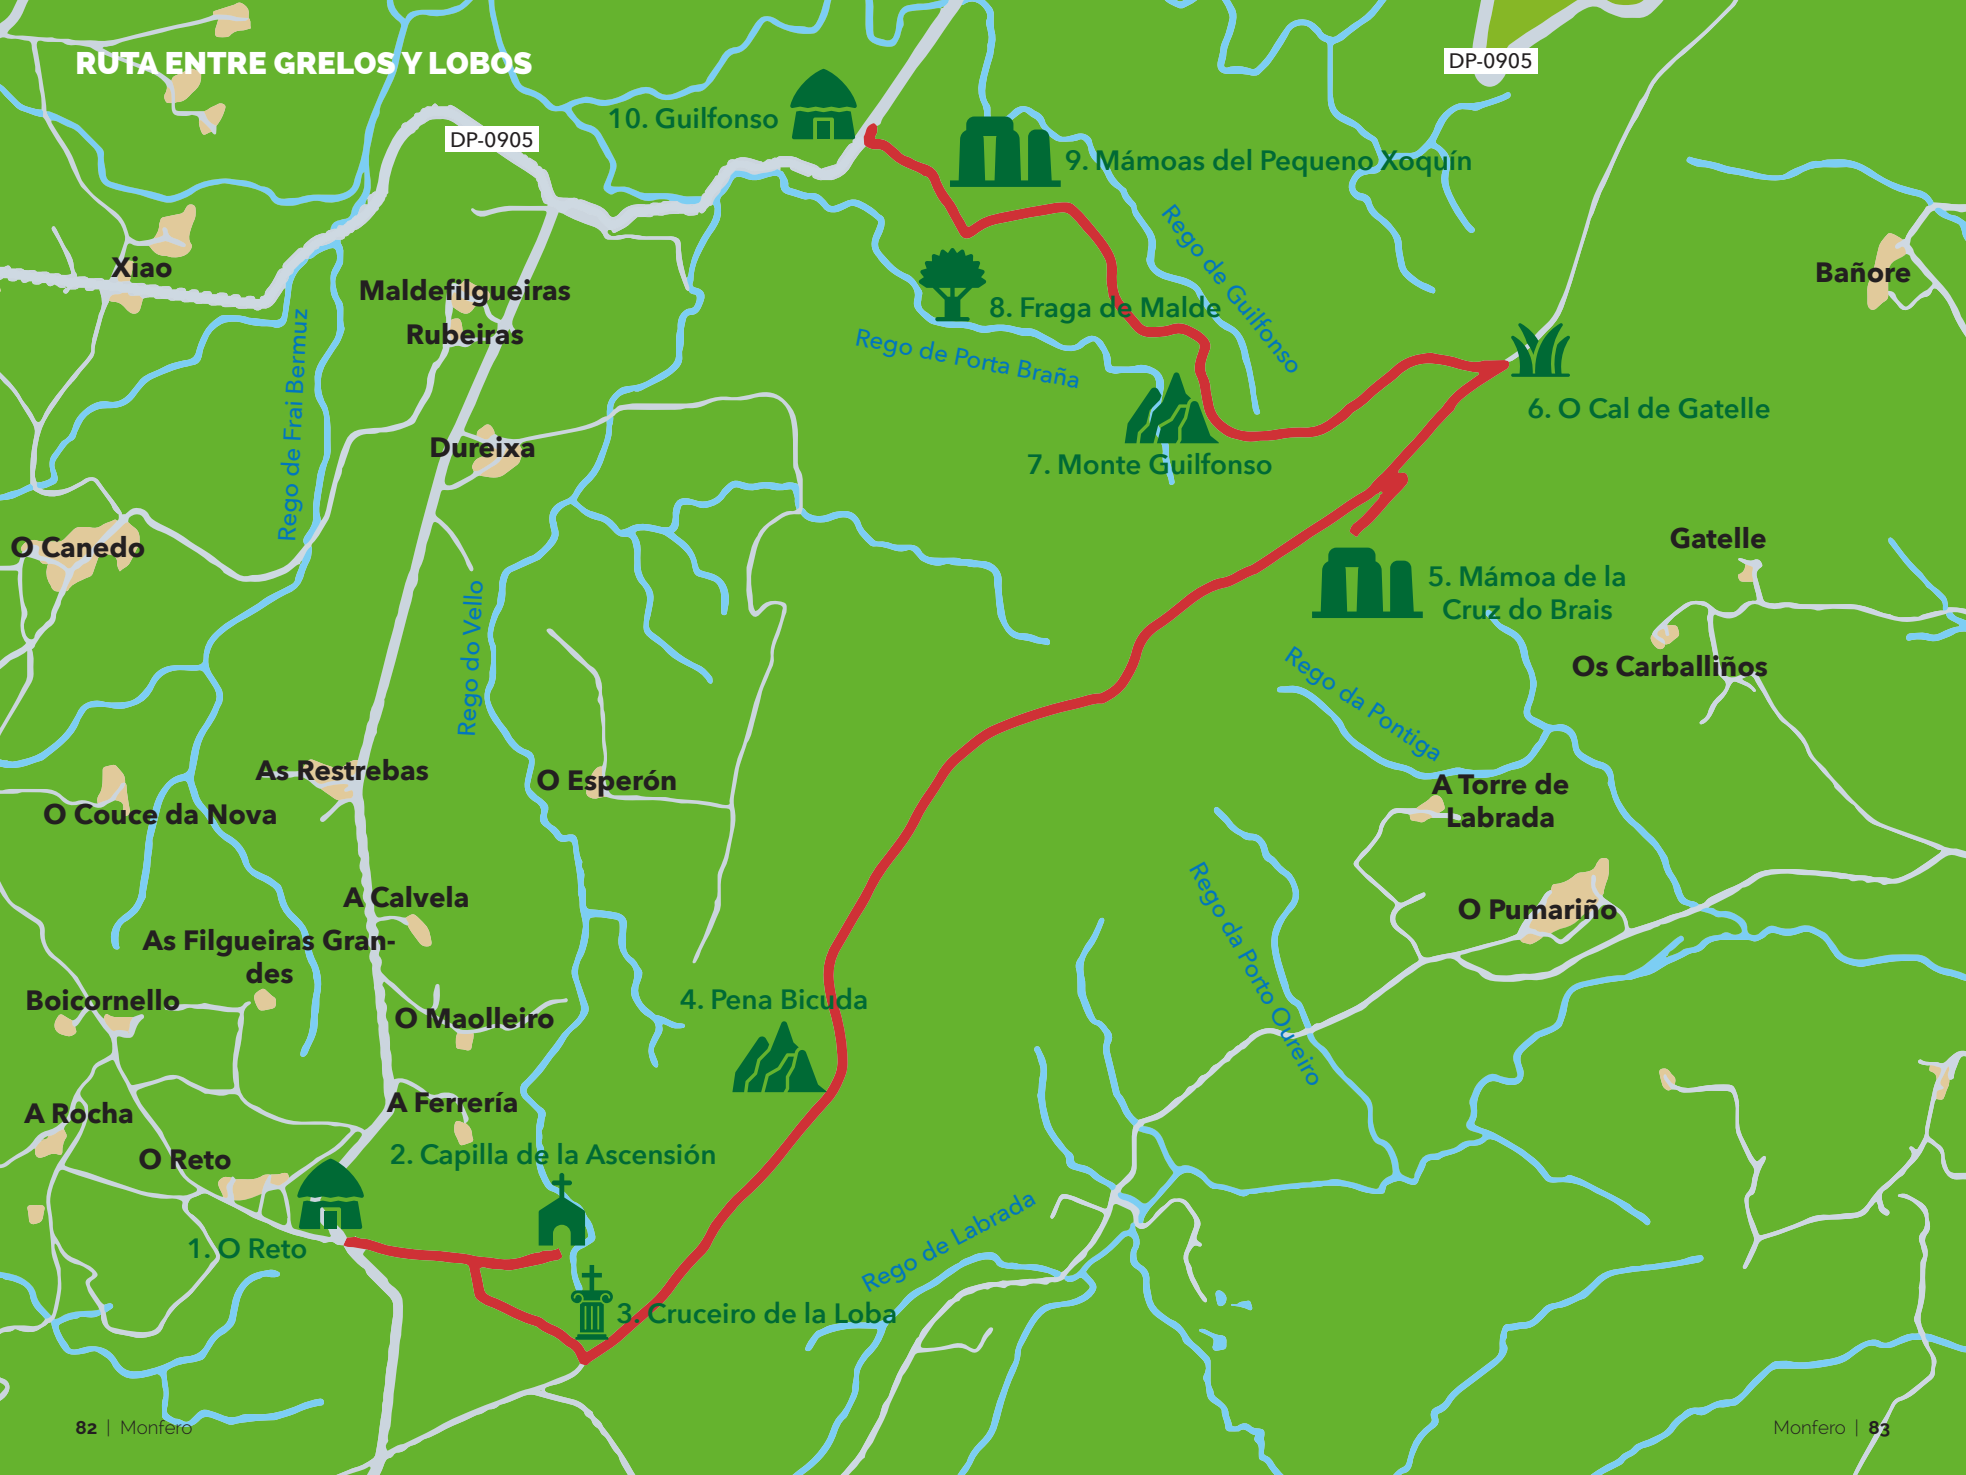 RUTA ENTRE GRELOS Y LOBOS
DP-0905
DP-0905
10. Guilfonso
9. Mámoas del Pequeno Xoquín
Rego de Guilfonso
Xiao
Bañore
Maldefilgueiras
Rubeiras
8. Fraga de Malde
Rego de Porta Braña
Rego de Frai Bermuz
6. O Cal de Gatelle
Dureixa
7. Monte Guilfonso
O Canedo
Gatelle
5. Mámoa de la
Cruz do Brais
Rego do Vello
Os Carballiños
Rego da Pontiga
As Restrebas
O Esperón
A Torre de
Labrada
O Couce da Nova
A Calvela
O Pumariño
Rego da Porto Oureiro
As Filgueiras Gran-
des
Boicornello
4. Pena Bicuda
O Maolleiro
A Ferrería
A Rocha
2. Capilla de la Ascensión
O Reto
1. O Reto
Rego de Labrada
3. Cruceiro de la Loba
82 | Monfero
Monfero | 83